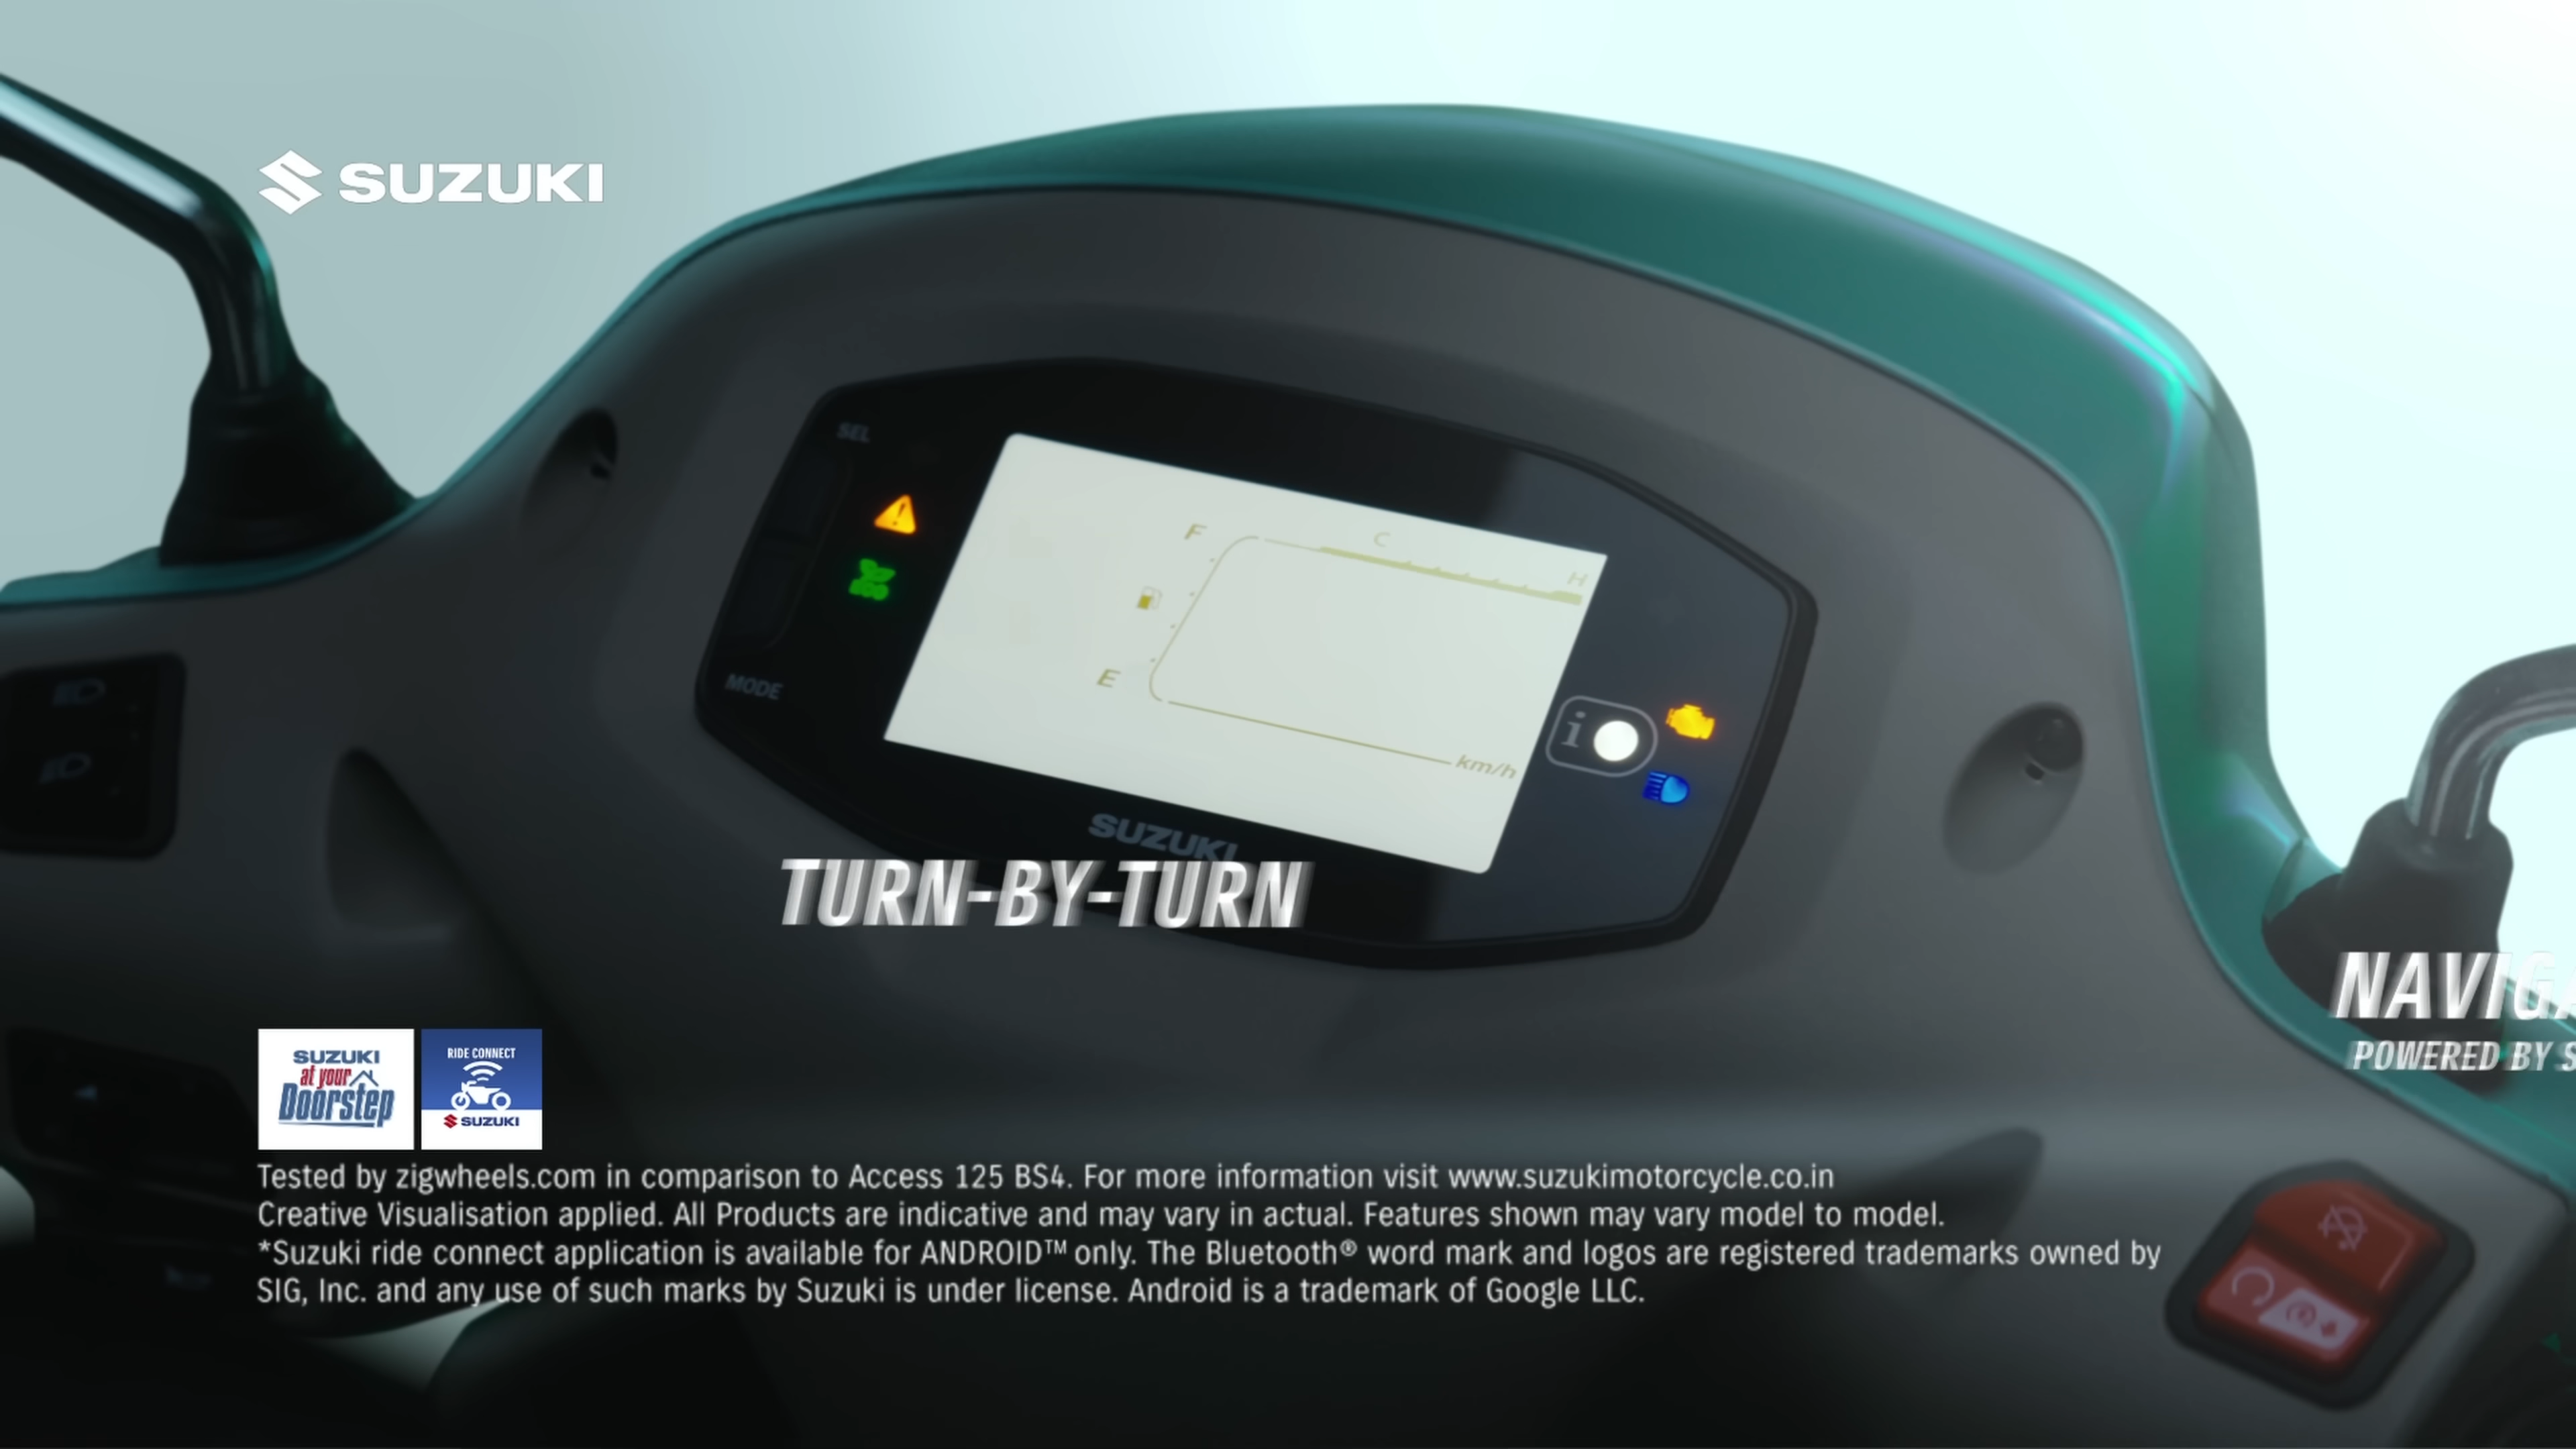 SUZUKI
SEL
F
C
H
E
MODE
i
km/h
SUZUKI
TURN-BY-TURN
POWERED BY
SUZUKI
at your
Doorstep
RIDE CONNECT
SUZUKI
Tested by zigwheels.com in comparison to Access 125 BS4. For more information visit www.suzukimotorcycle.co.in
Creative Visualisation applied. All Products are indicative and may vary in actual. Features shown may vary model to model.
*Suzuki ride connect application is available for ANDROID™ only. The Bluetooth® word mark and logos are registered trademarks owned by
SIG, Inc. and any use of such marks by Suzuki is under license. Android is a trademark of Google LLC.